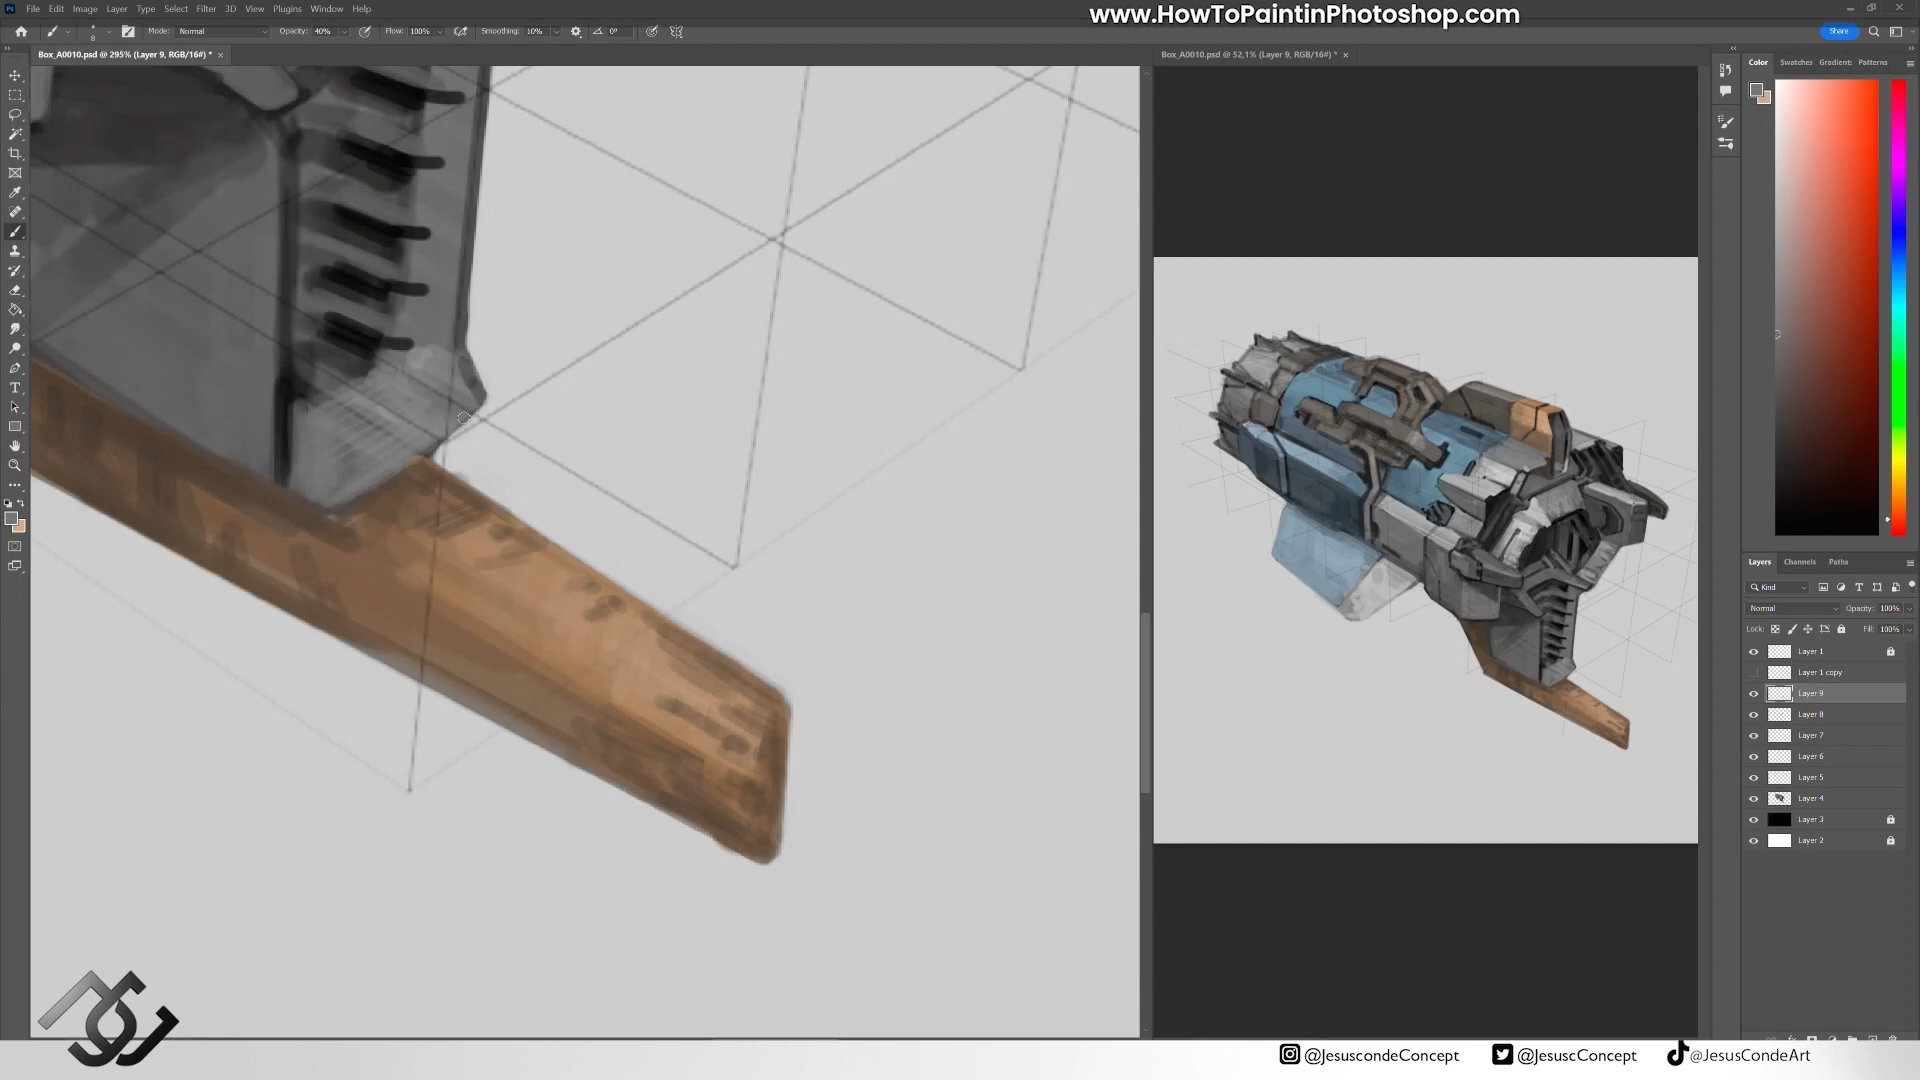 www.HowToPaintinPhotoshop.com
Ps File Edit Image Layer Type Select Filter 3D View Plugins Window Help
8 Mode: Normal Opacity: 40% Flow: 100% Smoothing: 10% 0° Share
Box_A0010.psd @ 295% (Layer 9, RGB/16#) * ×
Box_A0010.psd @ 52,1% (Layer 9, RGB/16#) * ×
Color Swatches Gradients Patterns
Layers Channels Paths
Kind
Normal Opacity: 100%
Lock: Fill: 100%
Layer 1
Layer 1 copy
Layer 9
Layer 8
Layer 7
Layer 6
Layer 5
Layer 4
Layer 3
Layer 2
@JesuscondeConcept @JesuscConcept @JesusCondeArt